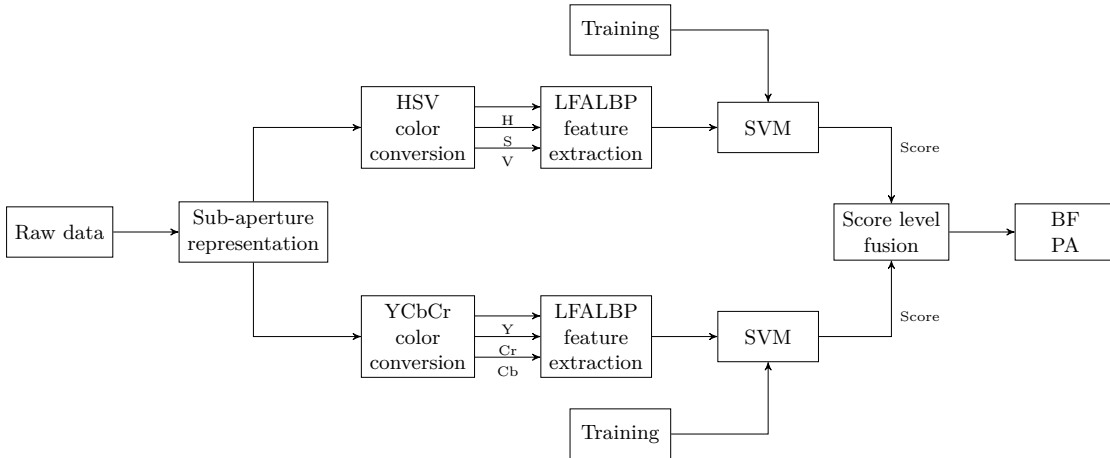 Training
HSV
color
conversion
H
S
V
LFALBP
feature
extraction
SVM
Score
Raw data
Sub-aperture
representation
Score level
fusion
BF
PA
YCbCr
color
conversion
Y
Cr
Cb
LFALBP
feature
extraction
SVM
Score
Training